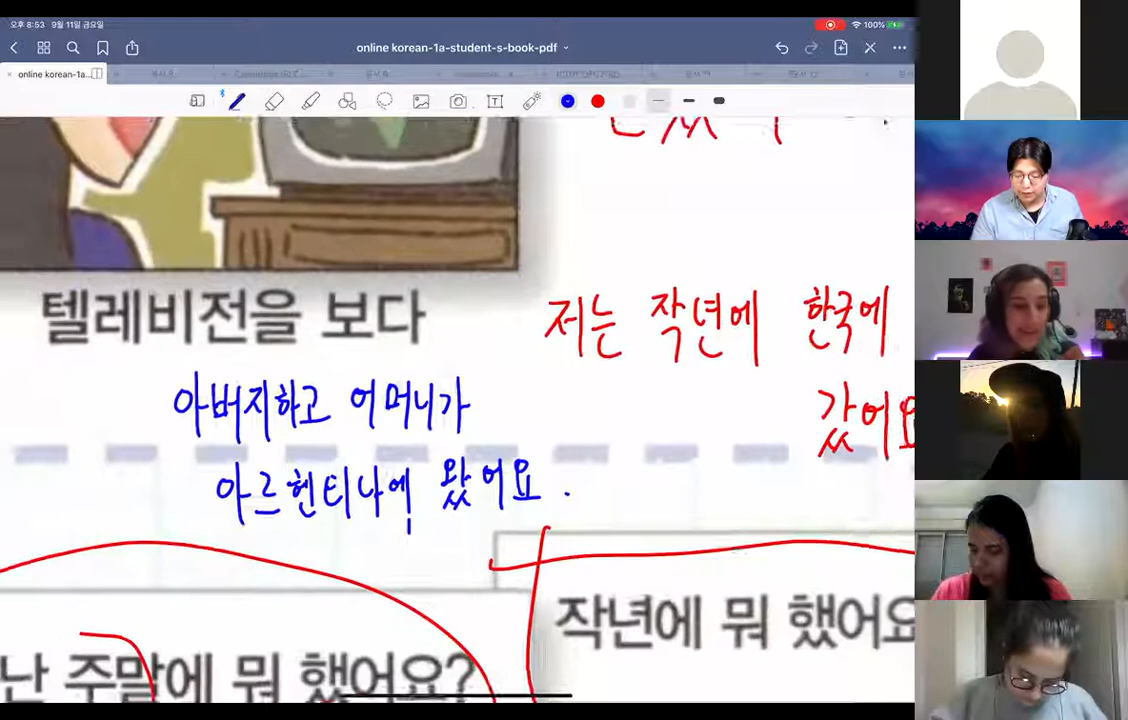 오후 8:53 9월 11일 금요일
100%
online korean-1a-student-s-book-pdf
online korean-1a-...
텔레비전을 보다
저는 작년에 한국에
갔어요
아버지하고 어머니가
아르헨티나에 왔어요.
작년에 뭐 했어요
난 주말에 뭐 했어요?